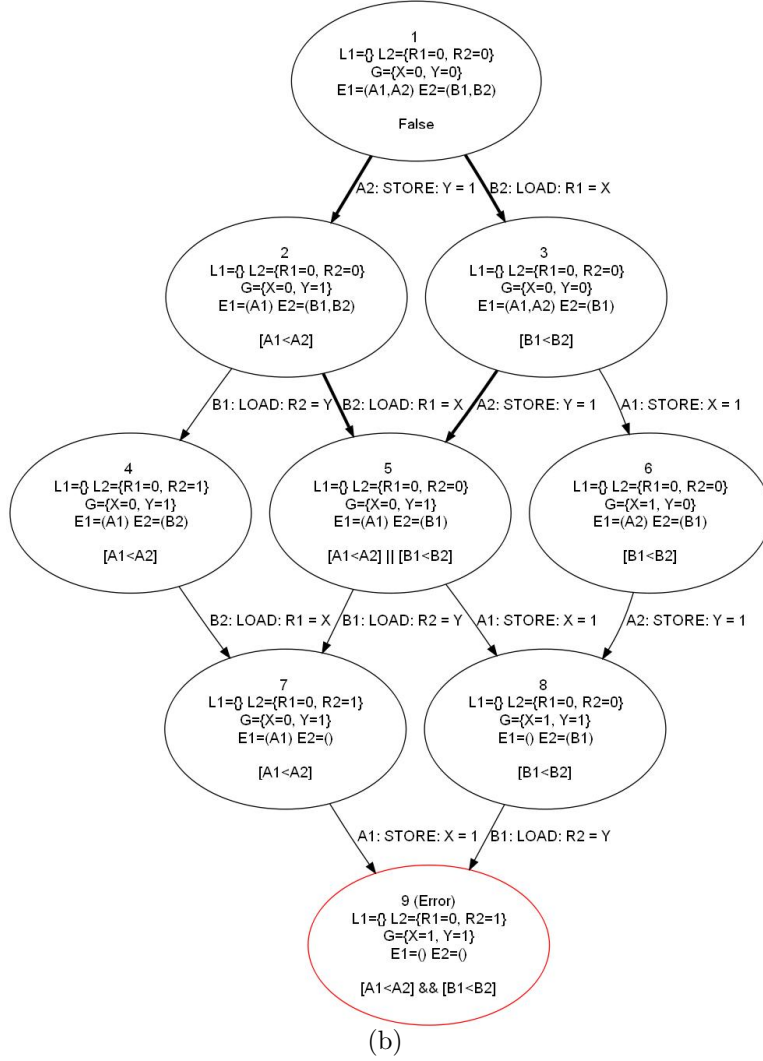 1
L1={} L2={R1=0, R2=0}
G={X=0, Y=0}
E1=(A1,A2) E2=(B1,B2)
False
A2: STORE: Y = 1
B2: LOAD: R1 = X
2
L1={} L2={R1=0, R2=0}
G={X=0, Y=1}
E1=(A1) E2=(B1,B2)
[A1<A2]
3
L1={} L2={R1=0, R2=0}
G={X=0, Y=0}
E1=(A1,A2) E2=(B1)
[B1<B2]
B1: LOAD: R2 = Y
B2: LOAD: R1 = X
A2: STORE: Y = 1
A1: STORE: X = 1
4
L1={} L2={R1=0, R2=1}
G={X=0, Y=1}
E1=(A1) E2=(B2)
[A1<A2]
5
L1={} L2={R1=0, R2=0}
G={X=0, Y=1}
E1=(A1) E2=(B1)
[A1<A2] || [B1<B2]
6
L1={} L2={R1=0, R2=0}
G={X=1, Y=0}
E1=(A2) E2=(B1)
[B1<B2]
B2: LOAD: R1 = X
B1: LOAD: R2 = Y
A1: STORE: X = 1
A2: STORE: Y = 1
7
L1={} L2={R1=0, R2=1}
G={X=0, Y=1}
E1=(A1) E2=()
[A1<A2]
8
L1={} L2={R1=0, R2=0}
G={X=1, Y=1}
E1=() E2=(B1)
[B1<B2]
A1: STORE: X = 1
B1: LOAD: R2 = Y
9 (Error)
L1={} L2={R1=0, R2=1}
G={X=1, Y=1}
E1=() E2=()
[A1<A2] && [B1<B2]
(b)